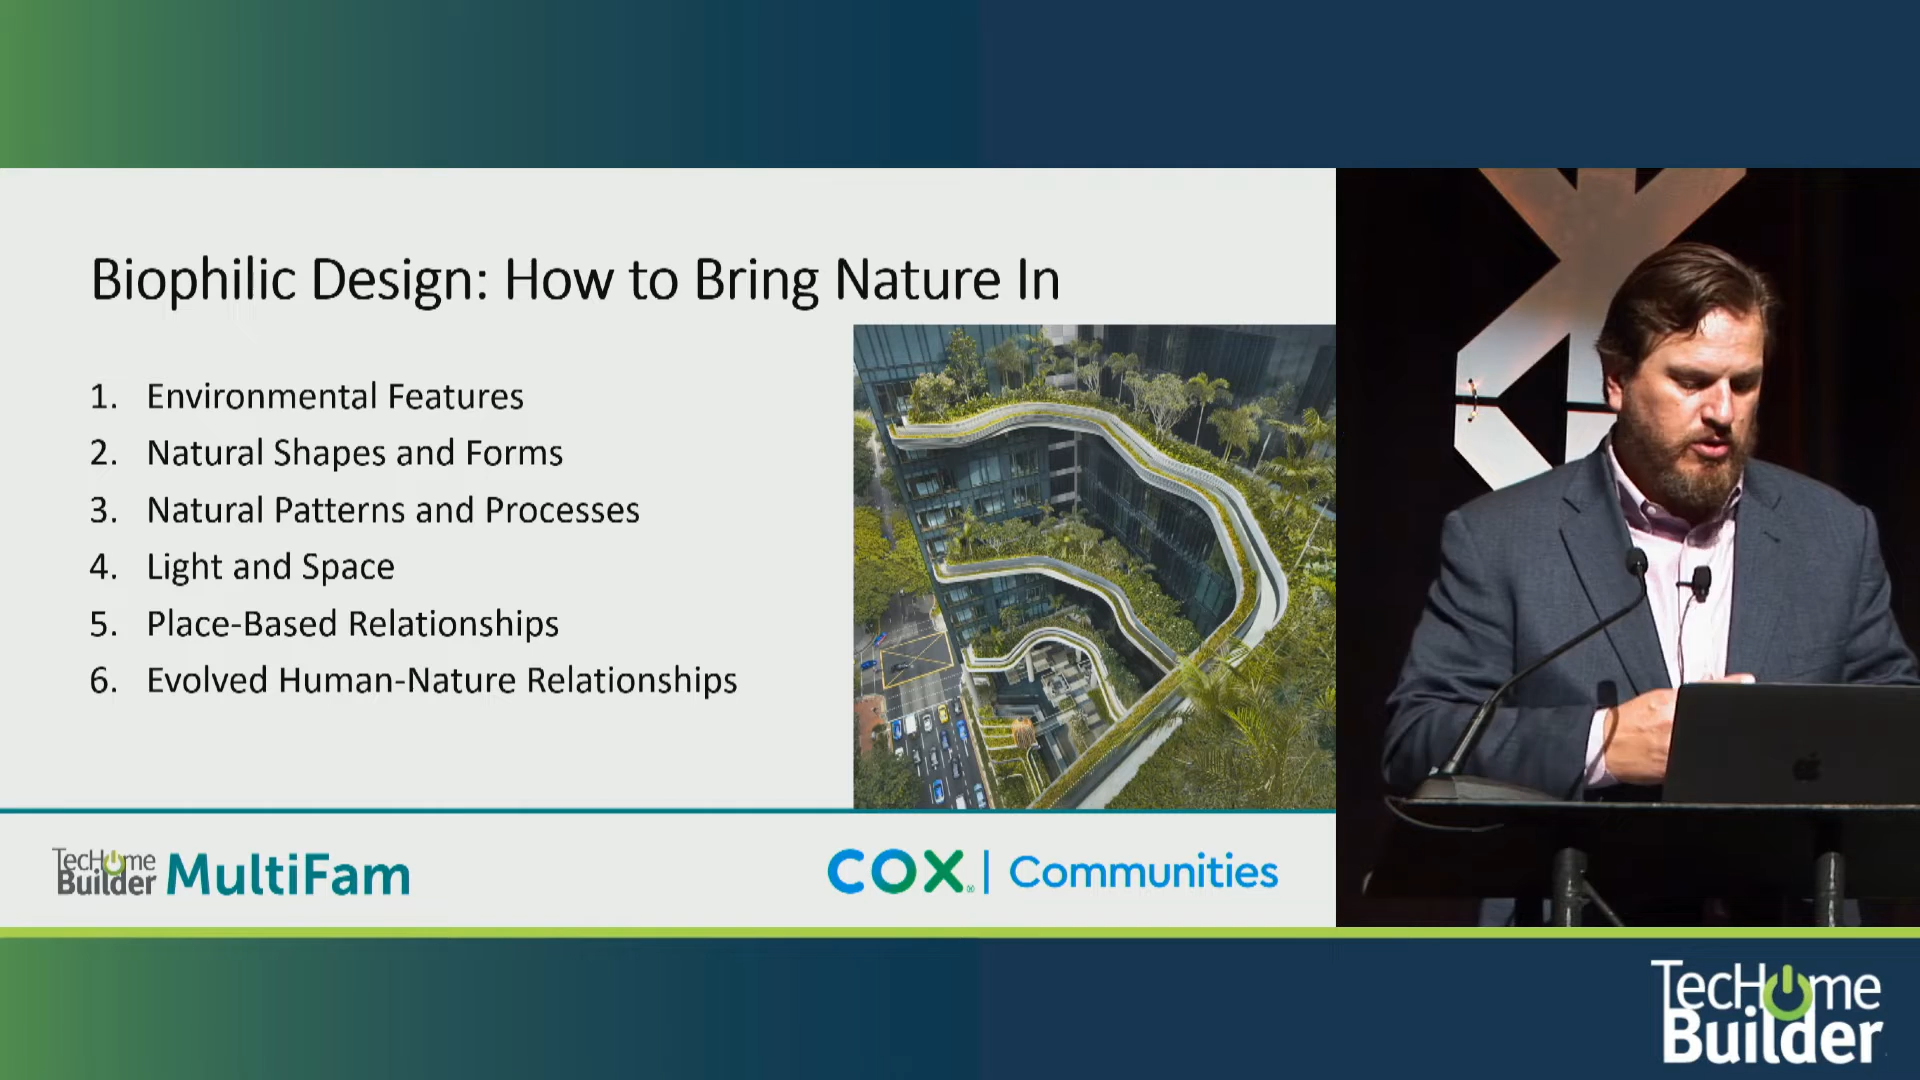 Biophilic Design: How to Bring Nature In
1. Environmental Features
2. Natural Shapes and Forms
3. Natural Patterns and Processes
4. Light and Space
5. Place-Based Relationships
6. Evolved Human-Nature Relationships
TecHome
Builder MultiFam
COX® | Communities
TecHome
Builder